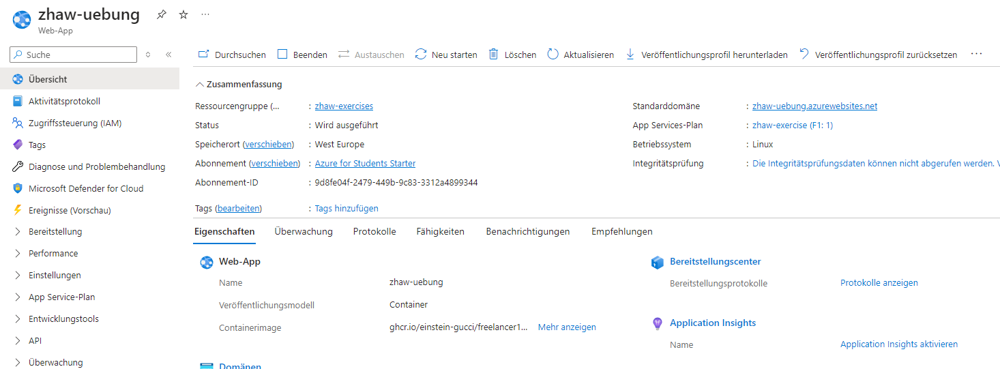 zhaw-uebung
Web-App
Suche
Durchsuchen Beenden Austauschen Neu starten Löschen Aktualisieren Veröffentlichungsprofil herunterladen Veröffentlichungsprofil zurücksetzen ...
Übersicht
Aktivitätsprotokoll
Zugriffssteuerung (IAM)
Tags
Diagnose und Problembehandlung
Microsoft Defender for Cloud
Ereignisse (Vorschau)
Bereitstellung
Performance
Einstellungen
App Service-Plan
Entwicklungstools
API
Überwachung
Zusammenfassung
Ressourcengruppe (... : zhaw-exercises
Status : Wird ausgeführt
Speicherort (verschieben) : West Europe
Abonnement (verschieben) : Azure for Students Starter
Abonnement-ID : 9d8fe04f-2479-449b-9c83-3312a4899344
Tags (bearbeiten) : Tags hinzufügen
Standarddomäne : zhaw-uebung.azurewebsites.net
App Services-Plan : zhaw-exercise (F1: 1)
Betriebssystem : Linux
Integritätsprüfung : Die Integritätsprüfungsdaten können nicht abgerufen werden.
Eigenschaften Überwachung Protokolle Fähigkeiten Benachrichtigungen Empfehlungen
Web-App
Name zhaw-uebung
Veröffentlichungsmodell Container
Containerimage ghcr.io/einstein-gucci/freelancer1... Mehr anzeigen
Domänen
Bereitstellungscenter
Bereitstellungsprotokolle Protokolle anzeigen
Application Insights
Name Application Insights aktivieren